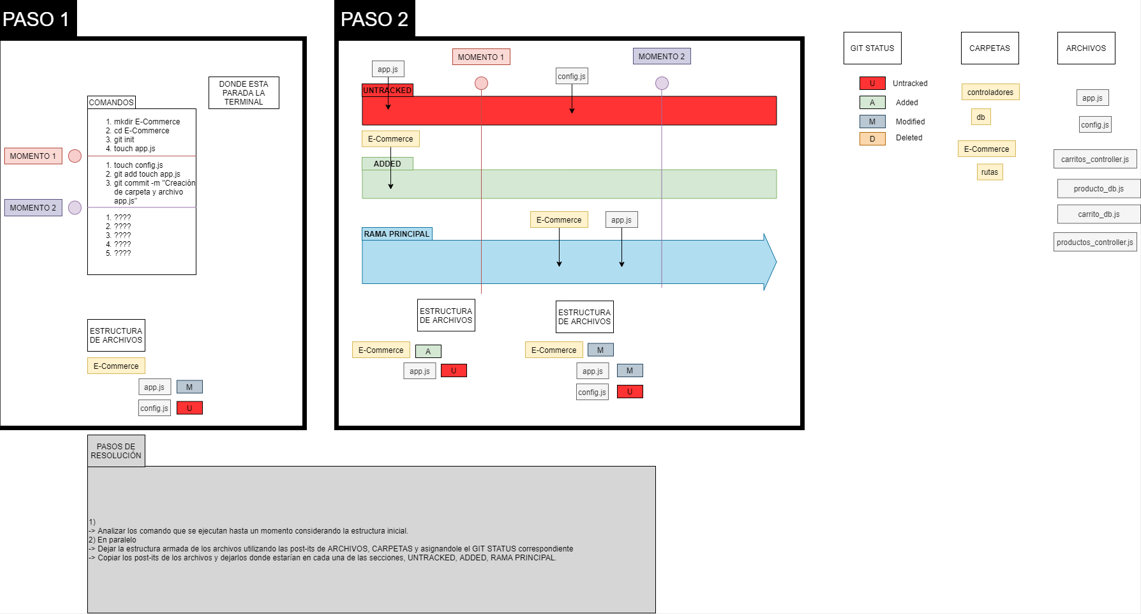 PASO 1
DONDE ESTA
PARADA LA
TERMINAL
COMANDOS
1. mkdir E-Commerce
2. cd E-Commerce
3. git init
4. touch app.js
MOMENTO 1
1. touch config.js
2. git add touch app.js
3. git commit -m "Creación
de carpeta y archivo
app.js"
MOMENTO 2
1. ????
2. ????
3. ????
4. ????
5. ????
ESTRUCTURA
DE ARCHIVOS
E-Commerce
app.js M
config.js U
PASO 2
MOMENTO 1
MOMENTO 2
app.js
config.js
UNTRACKED
E-Commerce
ADDED
E-Commerce
app.js
RAMA PRINCIPAL
ESTRUCTURA
DE ARCHIVOS
E-Commerce A
app.js U
ESTRUCTURA
DE ARCHIVOS
E-Commerce M
app.js M
config.js U
GIT STATUS
U Untracked
A Added
M Modified
D Deleted
CARPETAS
controladores
db
E-Commerce
rutas
ARCHIVOS
app.js
config.js
carritos_controller.js
producto_db.js
carrito_db.js
productos_controller.js
PASOS DE
RESOLUCIÓN
1)
-> Analizar los comando que se ejecutan hasta un momento considerando la estructura inicial.
2) En paralelo
-> Dejar la estructura armada de los archivos utilizando las post-its de ARCHIVOS, CARPETAS y asignandole el GIT STATUS correspondiente
-> Copiar los post-its de los archivos y dejarlos donde estarían en cada una de las secciones, UNTRACKED, ADDED, RAMA PRINCIPAL.